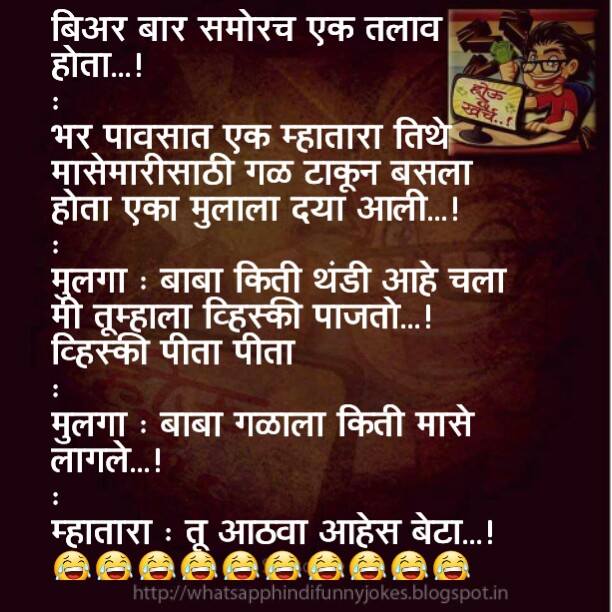 बिअर बार समोरच एक तलाव
होता...!
:
भर पावसात एक म्हातारा तिथे
मासेमारीसाठी गळ टाकून बसला
होता एका मुलाला दया आली...!
:
मुलगा : बाबा किती थंडी आहे चला
मी तूम्हाला व्हिस्की पाजतो...!
व्हिस्की पीता पीता
:
मुलगा : बाबा गळाला किती मासे
लागले...!
:
म्हातारा : तू आठवा आहेस बेटा...!
😂😂😂😂😂😂😂😂😂😂
http://whatsapphindifunnyjokes.blogspot.in
होऊ
दे
खर्च..!